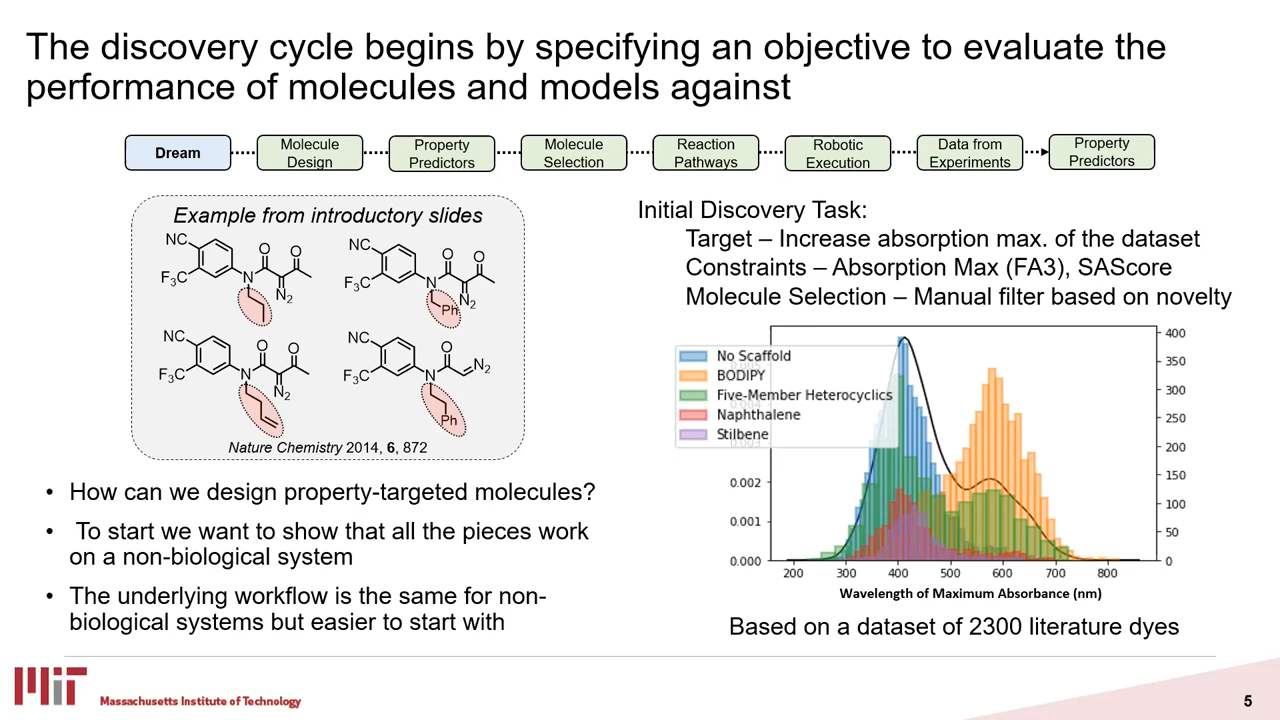 The discovery cycle begins by specifying an objective to evaluate the
performance of molecules and models against
Dream
Molecule
Design
Property
Predictors
Molecule
Selection
Reaction
Pathways
Robotic
Execution
Data from
Experiments
Property
Predictors
Example from introductory slides
NC
F₃C
N
O
O
N₂
NC
F₃C
N
O
O
N₂
Ph
NC
F₃C
N
O
O
N₂
NC
F₃C
N
O
N₂
Ph
Nature Chemistry 2014, 6, 872
• How can we design property-targeted molecules?
• To start we want to show that all the pieces work
on a non-biological system
• The underlying workflow is the same for non-
biological systems but easier to start with
Initial Discovery Task:
Target – Increase absorption max. of the dataset
Constraints – Absorption Max (FA3), SAScore
Molecule Selection – Manual filter based on novelty
No Scaffold
BODIPY
Five-Member Heterocyclics
Naphthalene
Stilbene
0.005
0.004
0.003
0.002
0.001
0.000
400
350
300
250
200
150
100
50
0
200 300 400 500 600 700 800
Wavelength of Maximum Absorbance (nm)
Based on a dataset of 2300 literature dyes
MIT
Massachusetts Institute of Technology
5